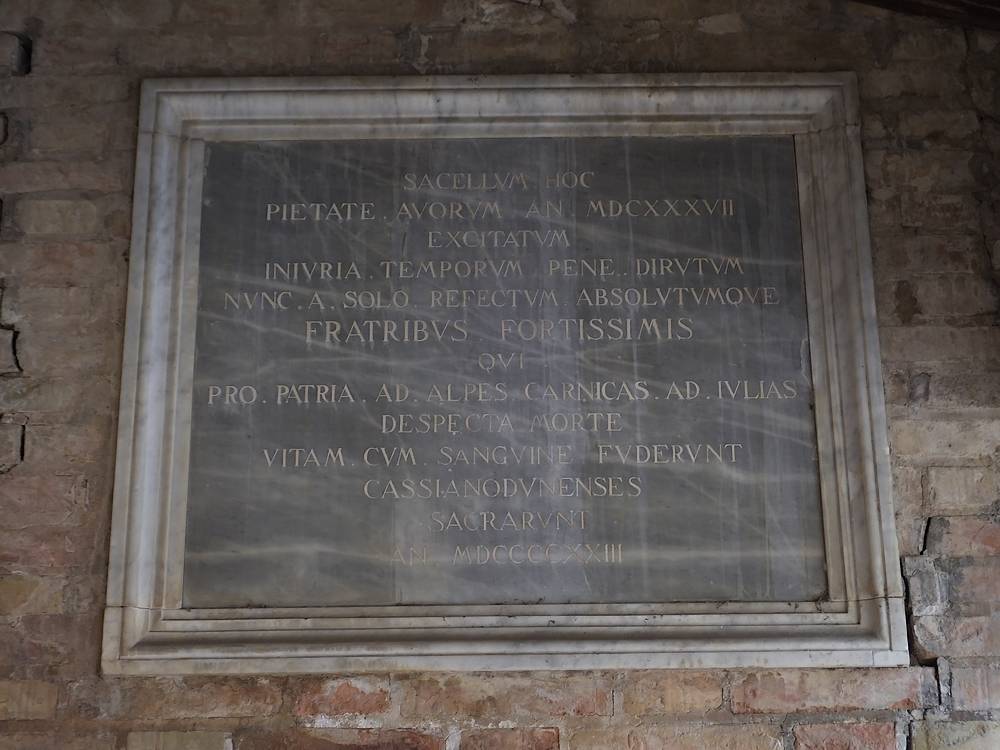 SACELLVM HOC
PIETATE . AVORVM AN . MDCXXXVII
EXCITATVM
INIVRIA . TEMPORVM PENE . DIRVTVM
NVNC . A . SOLO REFECTVM ABSOLVTVMQVE
FRATRIBVS FORTISSIMIS
QVI
PRO . PATRIA . AD . ALPES CARNICAS . AD . IVLIAS
DESPECTA MORTE
VITAM . CVM . SANGVINE FVDERVNT
CASSIANODVNENSES
SACRARVNT
AN . MDCCCCXXIII